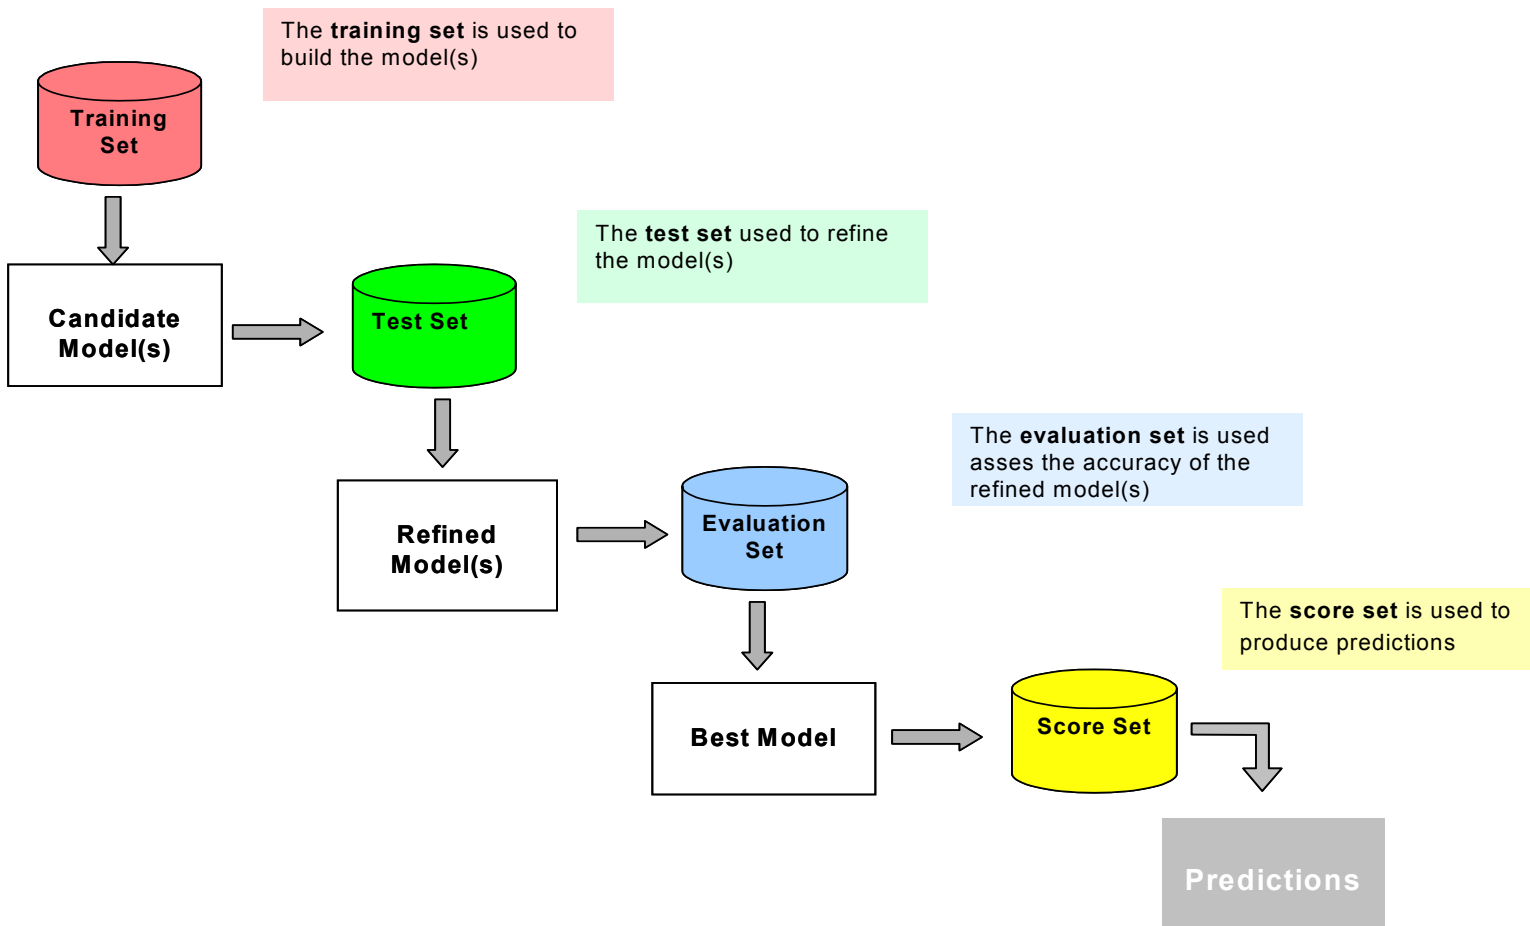 The training set is used to
build the model(s)
Training
Set
The test set used to refine
the model(s)
Candidate
Model(s)
Test Set
The evaluation set is used
asses the accuracy of the
refined model(s)
Refined
Model(s)
Evaluation
Set
The score set is used to
produce predictions
Best Model
Score Set
Predictions